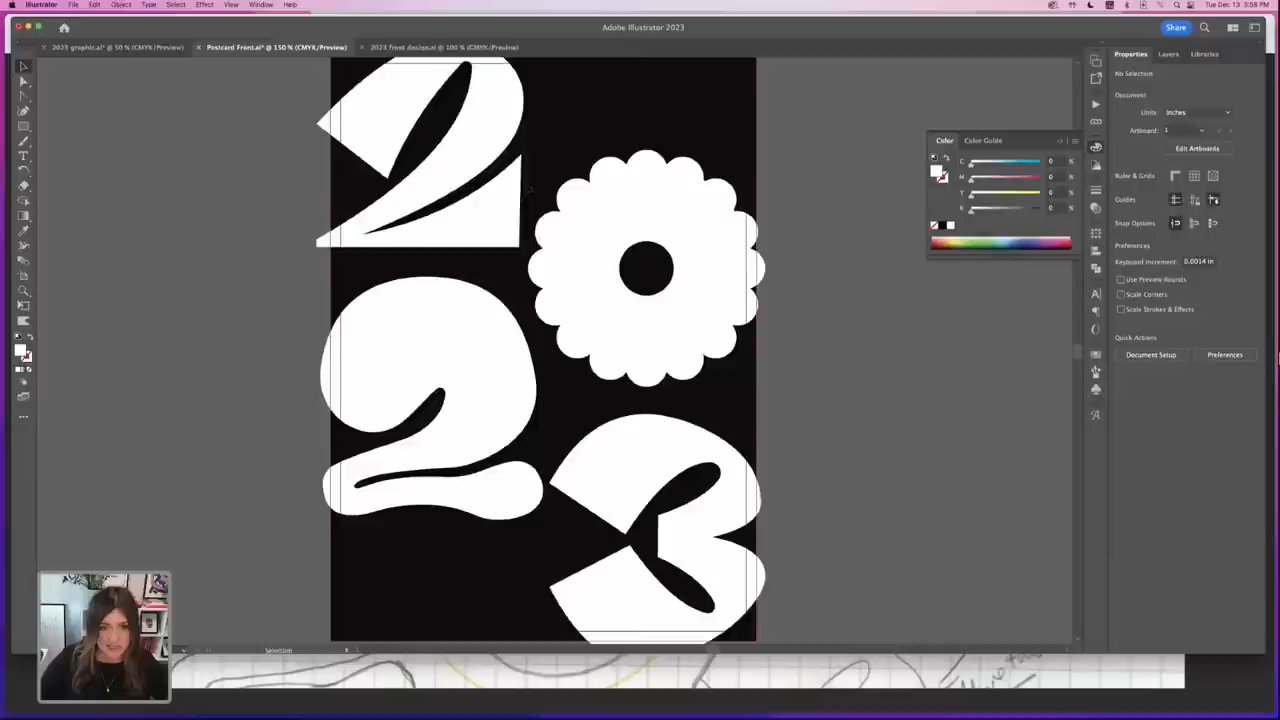 Illustrator File Edit Object Type Select Effect View Window Help
Tue Dec 13 3:58 PM
Adobe Illustrator 2023
Share
2023 graphic.ai* @ 50 % (CMYK/Preview)
Postcard Front.ai* @ 150 % (CMYK/Preview)
2023 front design.ai @ 100 % (CMYK/Preview)
Properties Layers Libraries
No Selection
Document
Units: Inches
Artboard: 1
Edit Artboards
Ruler & Grids
Guides
Snap Options
Preferences
Keyboard Increment: 0.0014 in
Use Preview Bounds
Scale Corners
Scale Strokes & Effects
Quick Actions
Document Setup Preferences
Color Color Guide
C 0 %
M 0 %
Y 0 %
K 0 %
20
23
Selection